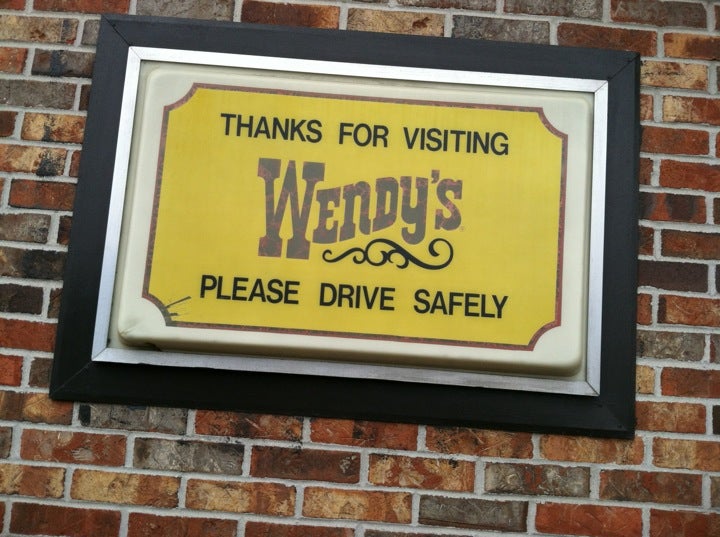 THANKS FOR VISITING
WENDY'S
PLEASE DRIVE SAFELY